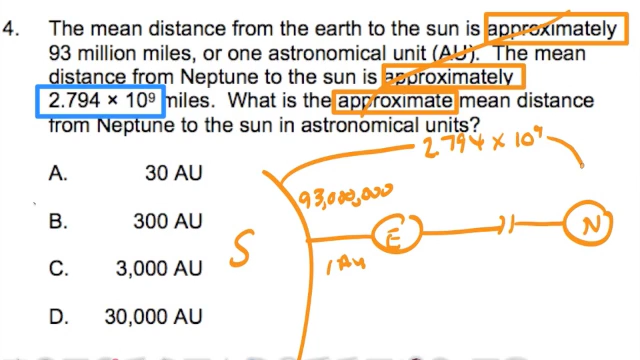 4. The mean distance from the earth to the sun is approximately
93 million miles, or one astronomical unit (AU). The mean
distance from Neptune to the sun is approximately
2.794 × 10⁹ miles. What is the approximate mean distance
from Neptune to the sun in astronomical units?
2.794 × 10⁹
A. 30 AU
93,000,000
B. 300 AU
S
E
N
1 AU
C. 3,000 AU
D. 30,000 AU